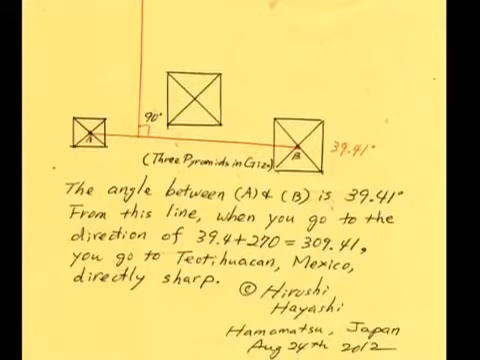 90°
A
B
39.41°
(Three Pyramids in Giza)
The angle between (A) & (B) is 39.41°
From this line, when you go to the
direction of 39.4+270 = 309.41,
you go to Teotihuacan, Mexico,
directly sharp.
© Hiroshi
Hayashi
Hamamatsu, Japan
Aug 24th 2012